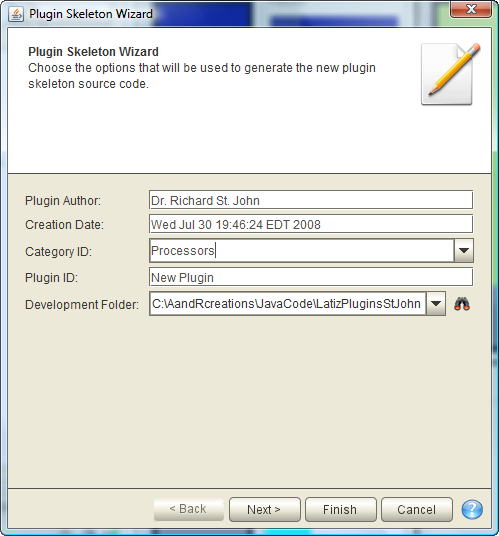 Plugin Skeleton Wizard
Plugin Skeleton Wizard
Choose the options that will be used to generate the new plugin
skeleton source code.
Plugin Author: Dr. Richard St. John
Creation Date: Wed Jul 30 19:46:24 EDT 2008
Category ID: Processors
Plugin ID: New Plugin
Development Folder: C:\AandRcreations\JavaCode\LatizPluginsStJohn
< Back Next > Finish Cancel ?